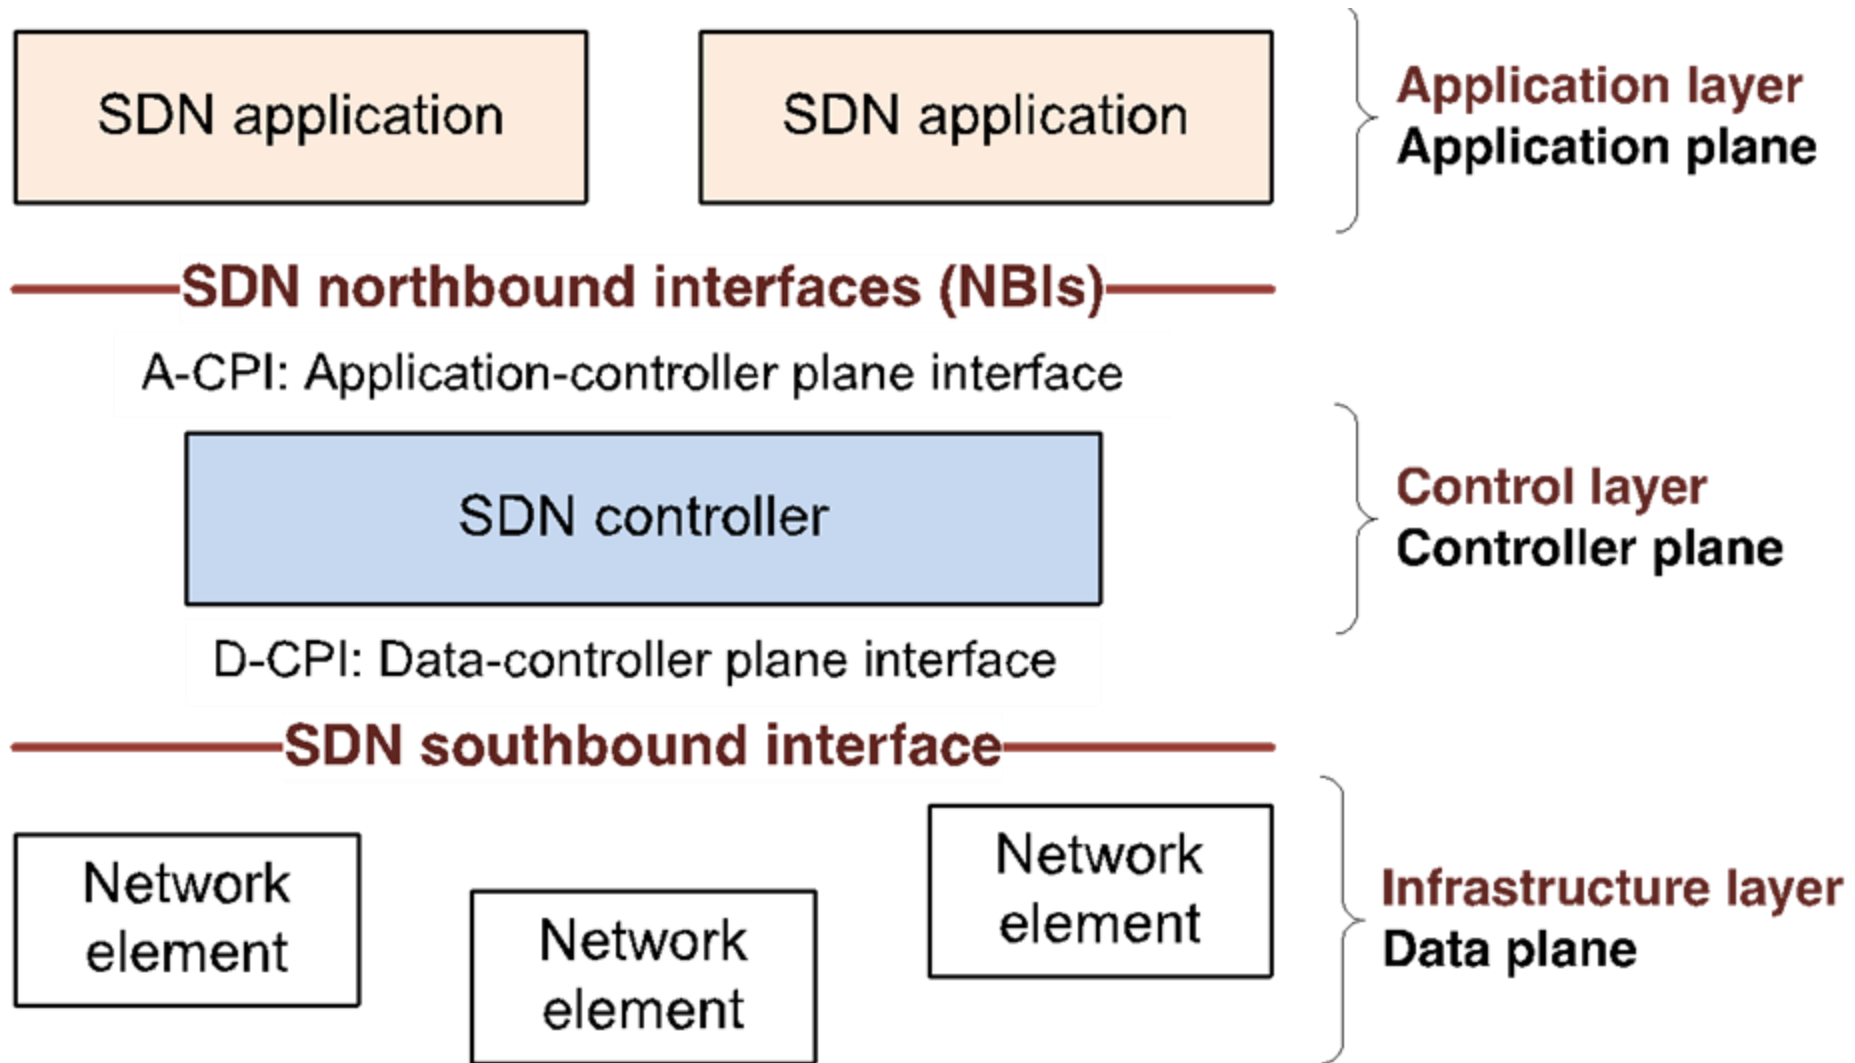 SDN application
SDN application
Application layer
Application plane
SDN northbound interfaces (NBIs)
A-CPI: Application-controller plane interface
SDN controller
Control layer
Controller plane
D-CPI: Data-controller plane interface
SDN southbound interface
Network
element
Network
element
Network
element
Infrastructure layer
Data plane